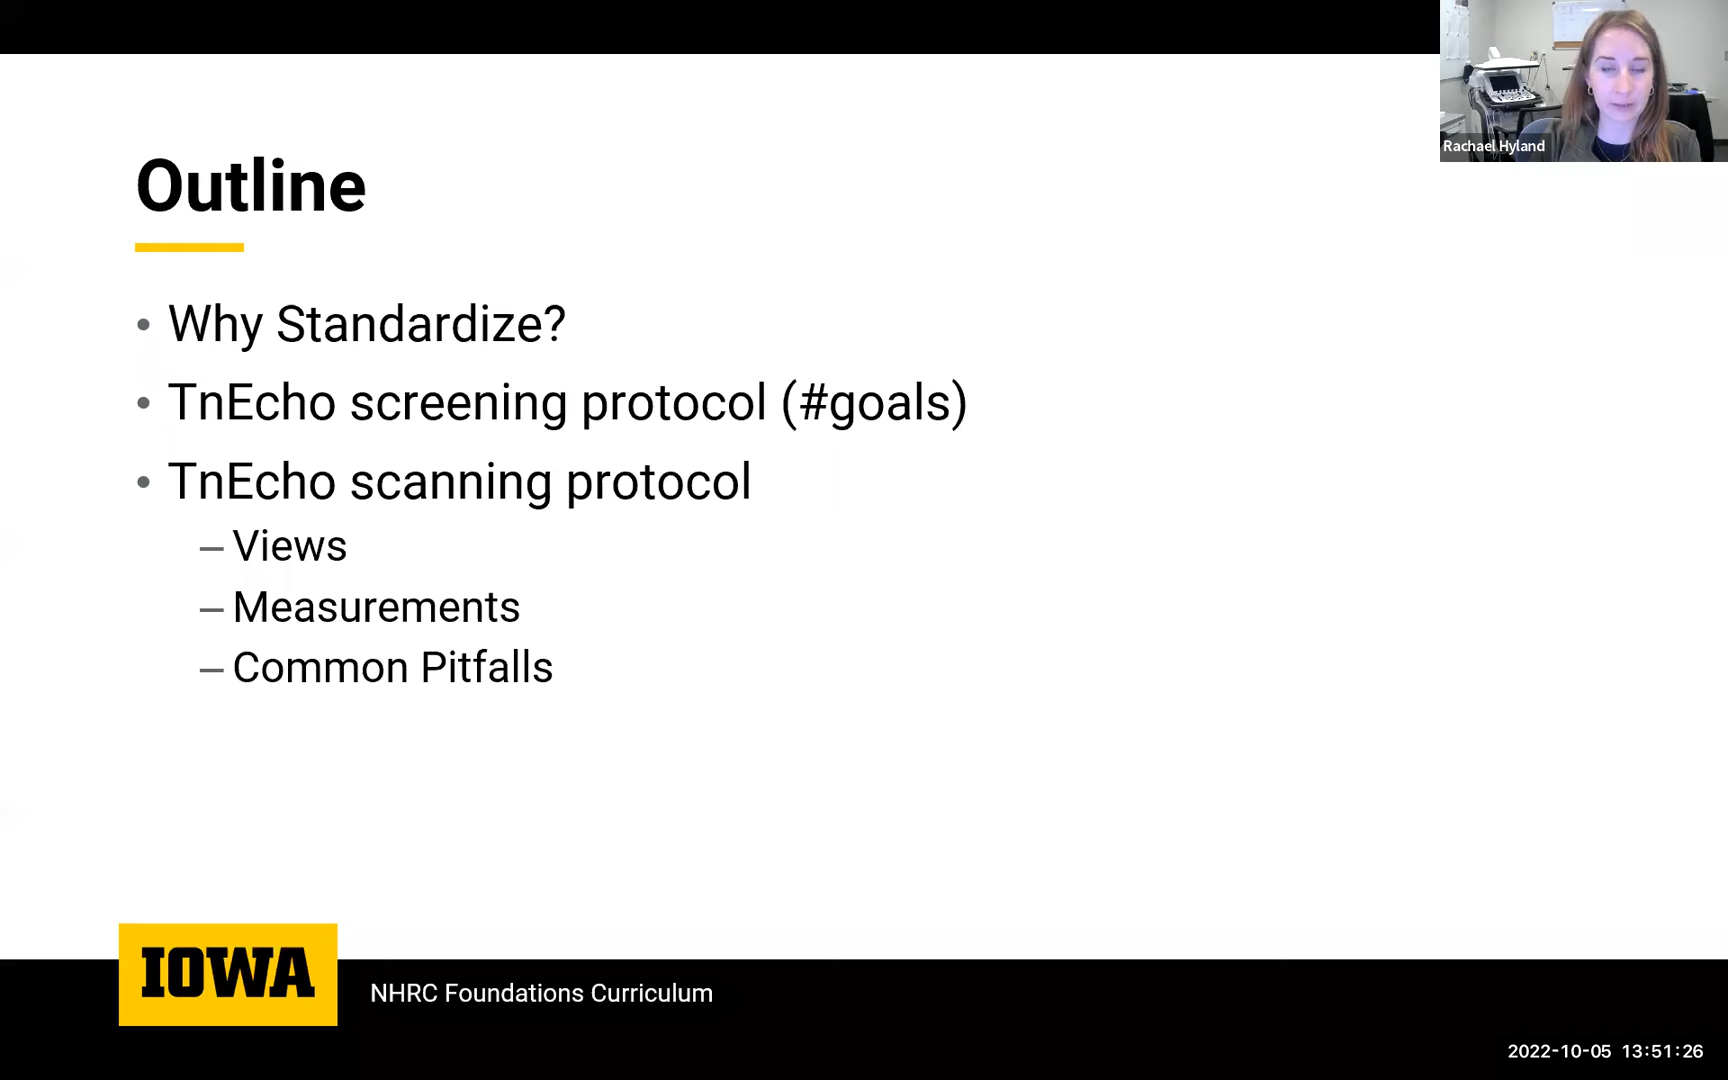 Rachael Hyland
Outline
• Why Standardize?
• TnEcho screening protocol (#goals)
• TnEcho scanning protocol
– Views
– Measurements
– Common Pitfalls
IOWA
NHRC Foundations Curriculum
2022-10-05 13:51:26